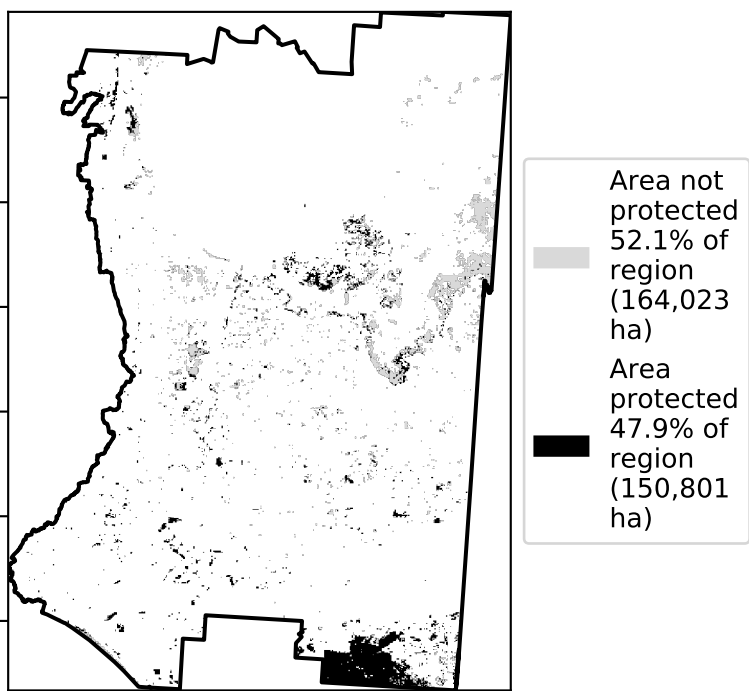 Area not
protected
52.1% of
region
(164,023
ha)
Area
protected
47.9% of
region
(150,801
ha)